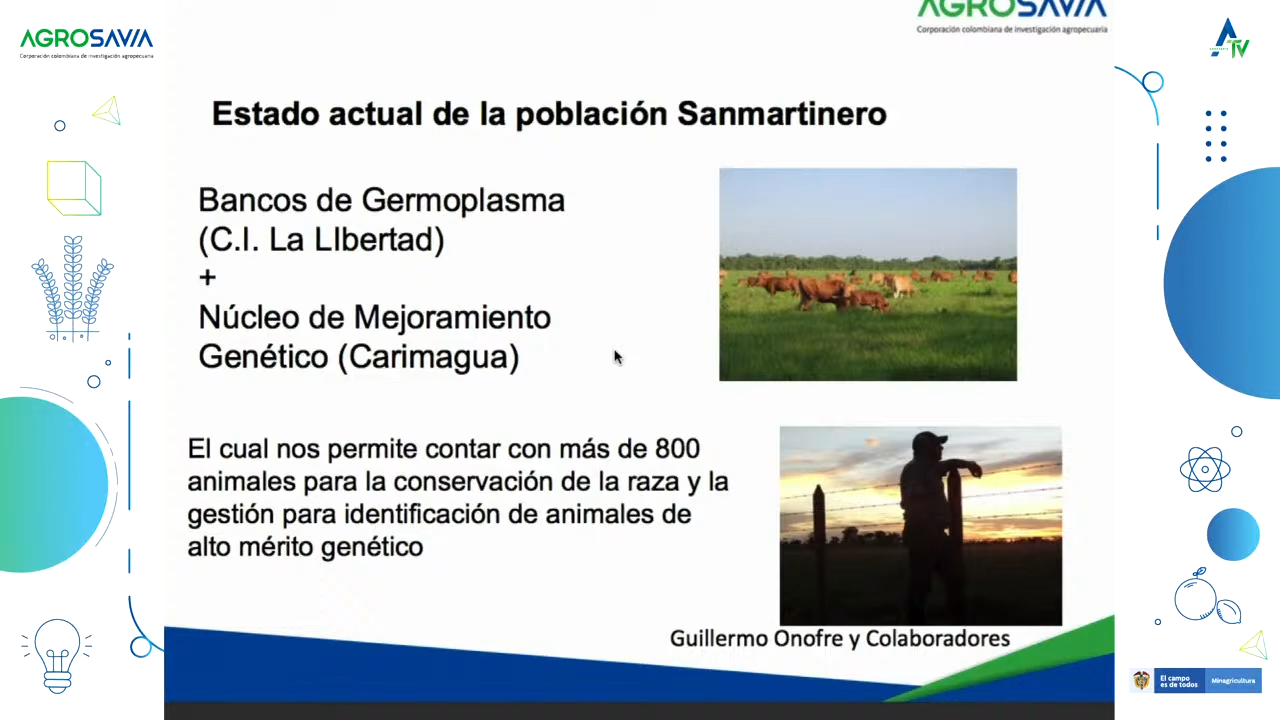 AGROSAVIA
Corporación colombiana de investigación agropecuaria
AGROSAVIA
Corporación colombiana de investigación agropecuaria
TV
Estado actual de la población Sanmartinero
Bancos de Germoplasma
(C.I. La LIbertad)
+
Núcleo de Mejoramiento
Genético (Carimagua)
El cual nos permite contar con más de 800
animales para la conservación de la raza y la
gestión para identificación de animales de
alto mérito genético
Guillermo Onofre y Colaboradores
El campo
es de todos
Minagricultura